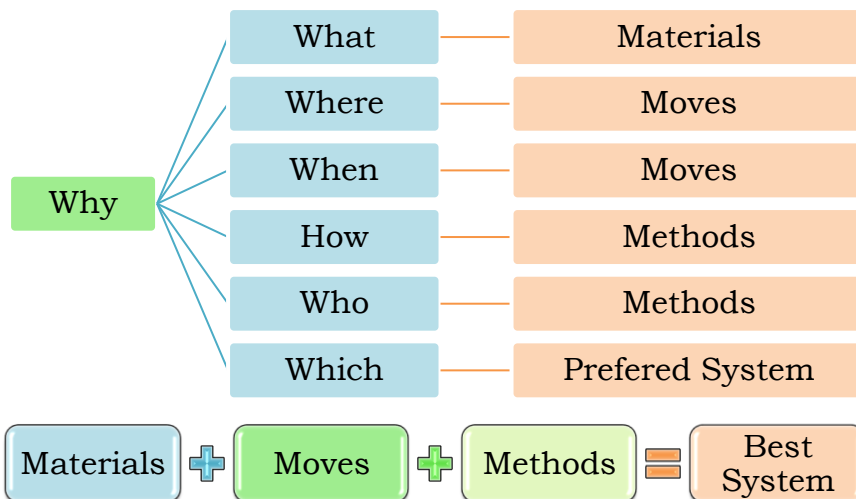 What
Materials
Where
Moves
When
Moves
Why
How
Methods
Who
Methods
Which
Prefered System
Materials
Moves
Methods
Best
System